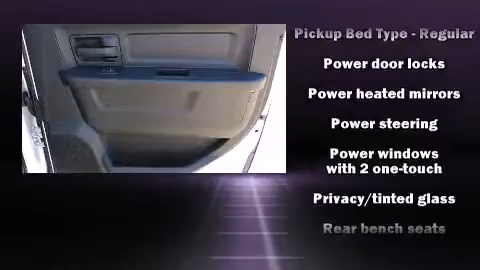 Pickup Bed Type - Regular
Power door locks
Power heated mirrors
Power steering
Power windows
with 2 one-touch
Privacy/tinted glass
Rear bench seats